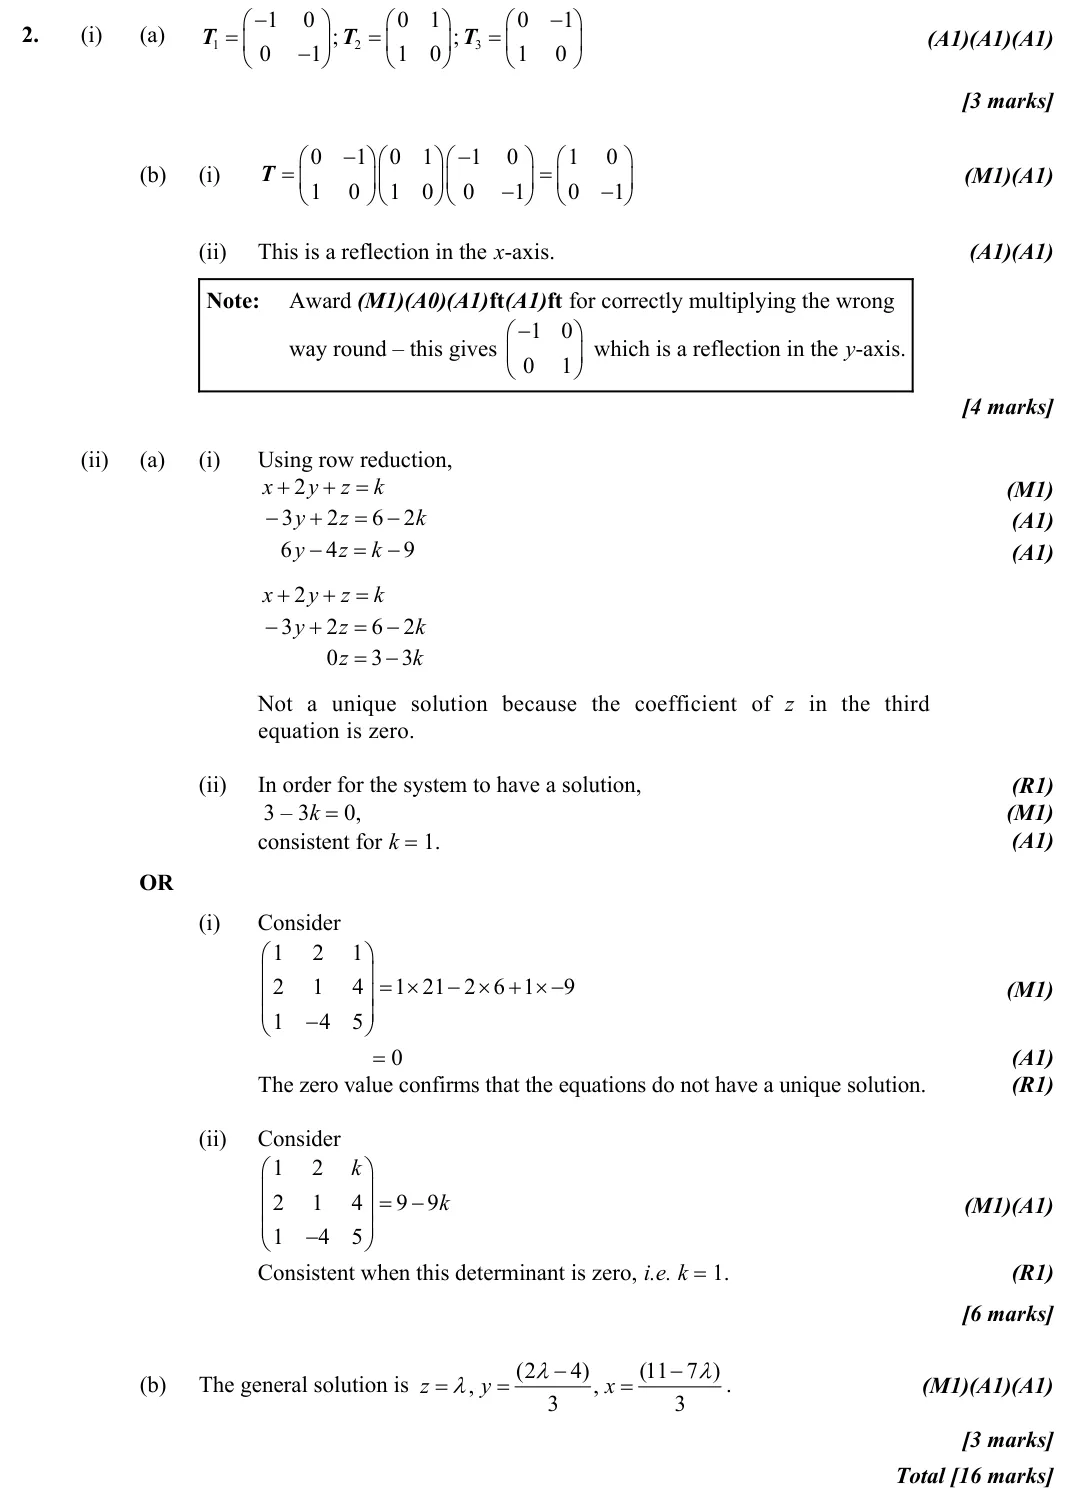 2. (i) (a) T₁ = (−1 0; 0 −1); T₂ = (0 1; 1 0); T₃ = (0 −1; 1 0) (A1)(A1)(A1)
[3 marks]
(b) (i) T = (0 −1; 1 0)(0 1; 1 0)(−1 0; 0 −1) = (1 0; 0 −1) (M1)(A1)
(ii) This is a reflection in the x-axis. (A1)(A1)
Note: Award (M1)(A0)(A1)ft(A1)ft for correctly multiplying the wrong
way round – this gives (−1 0; 0 1) which is a reflection in the y-axis.
[4 marks]
(ii) (a) (i) Using row reduction,
x + 2y + z = k (M1)
−3y + 2z = 6 − 2k (A1)
6y − 4z = k − 9 (A1)
x + 2y + z = k
−3y + 2z = 6 − 2k
0z = 3 − 3k
Not a unique solution because the coefficient of z in the third
equation is zero.
(ii) In order for the system to have a solution, (R1)
3 – 3k = 0, (M1)
consistent for k = 1. (A1)
OR
(i) Consider
(1 2 1; 2 1 4; 1 −4 5) = 1×21 − 2×6 + 1×−9 (M1)
= 0 (A1)
The zero value confirms that the equations do not have a unique solution. (R1)
(ii) Consider
(1 2 k; 2 1 4; 1 −4 5) = 9 − 9k (M1)(A1)
Consistent when this determinant is zero, i.e. k = 1. (R1)
[6 marks]
(b) The general solution is z = λ, y = (2λ − 4)/3, x = (11 − 7λ)/3. (M1)(A1)(A1)
[3 marks]
Total [16 marks]